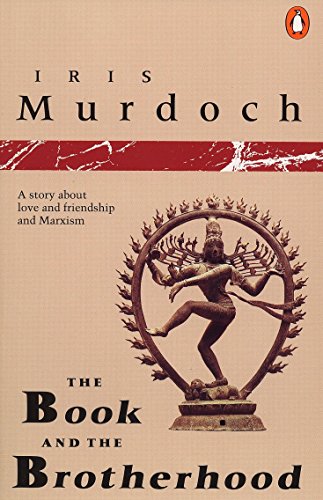 IRIS
Murdoch
A story about
love and friendship
and Marxism
THE
Book
AND THE
Brotherhood